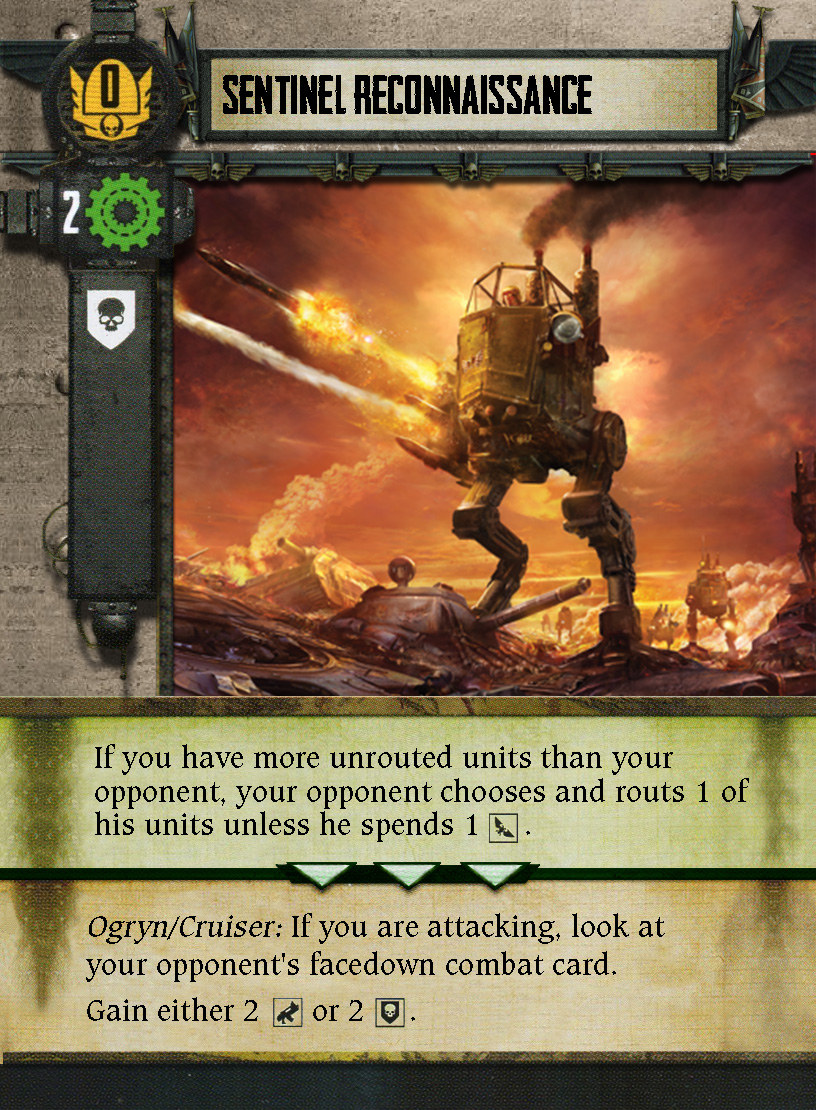 0
SENTINEL RECONNAISSANCE
2
If you have more unrouted units than your
opponent, your opponent chooses and routs 1 of
his units unless he spends 1 .
Ogryn/Cruiser: If you are attacking, look at
your opponent's facedown combat card.
Gain either 2 or 2 .